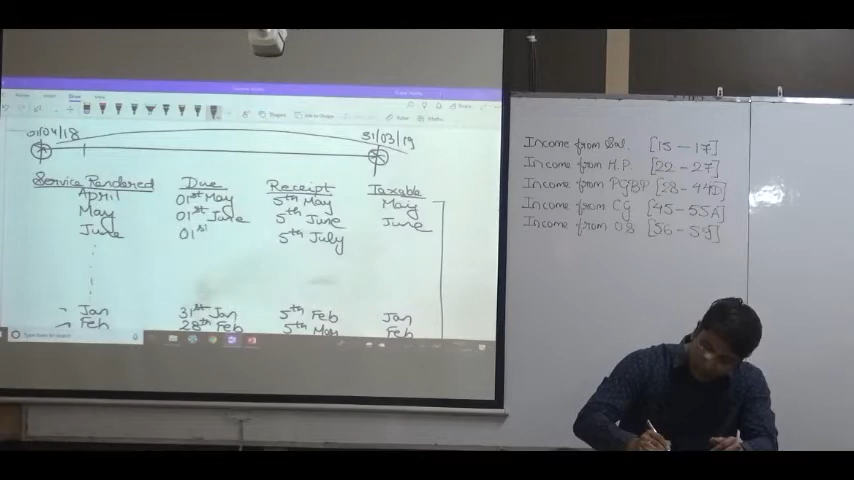 01/04/18 31/03/19
Service Rendered Due Receipt Taxable
April 01st May 5th May May
May 01st June 5th June June
June 01st 5th July
Jan 31st Jan 5th Feb Jan
Feb 28th Feb 5th Feb
Income from Sal. [15 - 17]
Income from H.P. [22 - 27]
Income from PGBP [28 - 44D]
Income from CG [45 - 55A]
Income from OS [56 - 59]